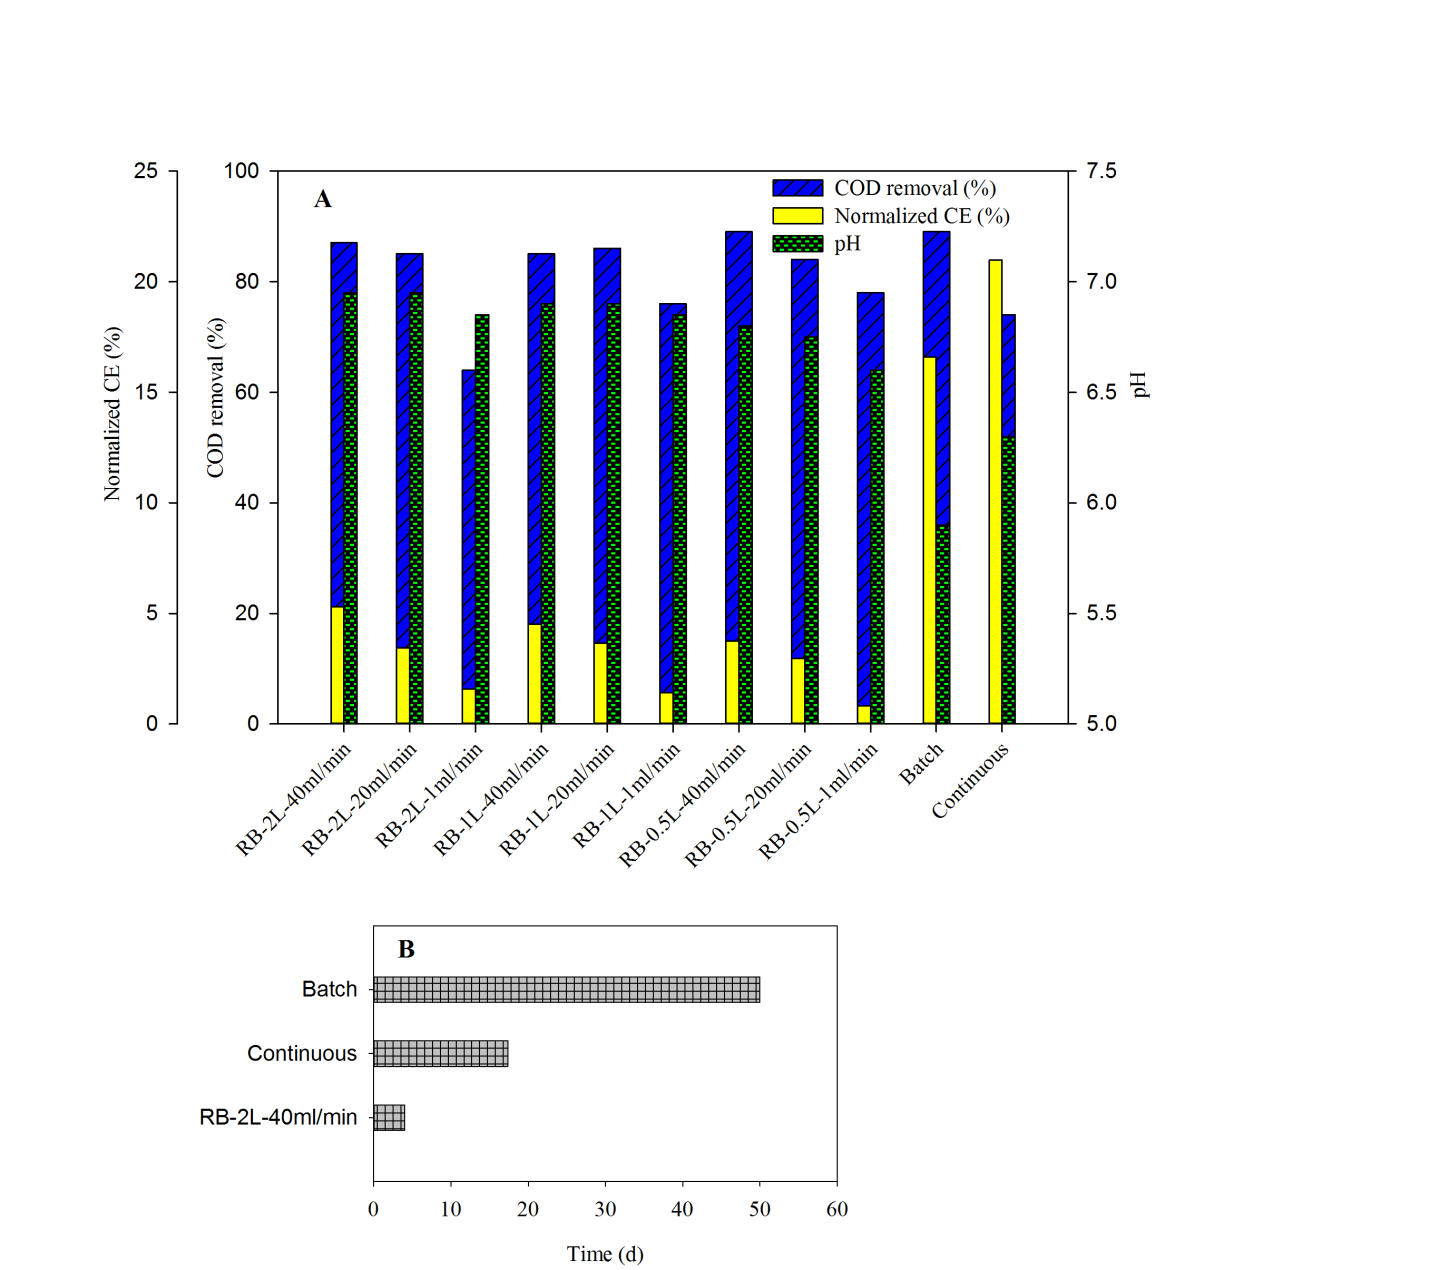 A
COD removal (%)
Normalized CE (%)
pH
25
20
15
10
5
0
Normalized CE (%)
100
80
60
40
20
0
COD removal (%)
7.5
7.0
6.5
6.0
5.5
5.0
pH
RB-2L-40ml/min
RB-2L-20ml/min
RB-2L-1ml/min
RB-1L-40ml/min
RB-1L-20ml/min
RB-1L-1ml/min
RB-0.5L-40ml/min
RB-0.5L-20ml/min
RB-0.5L-1ml/min
Batch
Continuous
B
Batch
Continuous
RB-2L-40ml/min
0 10 20 30 40 50 60
Time (d)